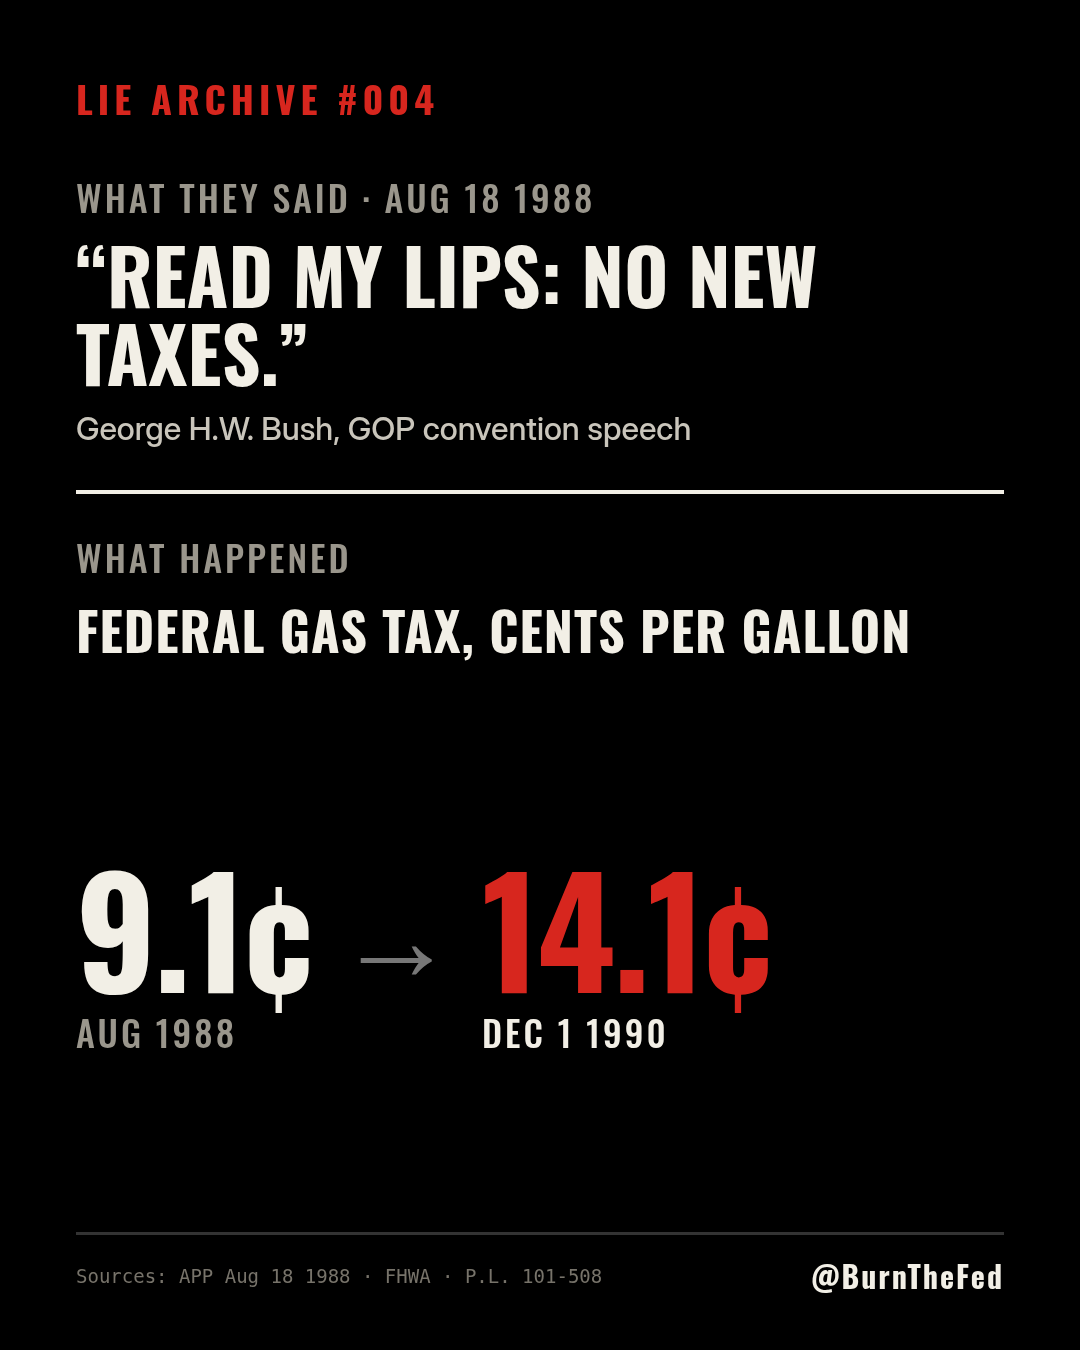 LIE ARCHIVE #004
WHAT THEY SAID · AUG 18 1988
“READ MY LIPS: NO NEW
TAXES.”
George H.W. Bush, GOP convention speech
WHAT HAPPENED
FEDERAL GAS TAX, CENTS PER GALLON
9.1¢ → 14.1¢
AUG 1988 DEC 1 1990
Sources: APP Aug 18 1988 · FHWA · P.L. 101-508
@BurnTheFed